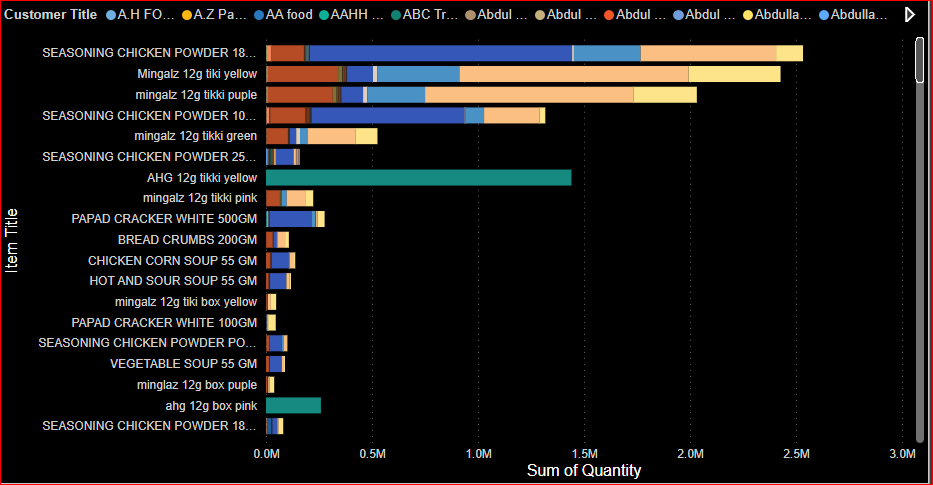 Customer Title A.H FO... A.Z Pa... AA food AAHH ... ABC Tr... Abdul ... Abdul ... Abdul ... Abdul ... Abdulla... Abdulla...
SEASONING CHICKEN POWDER 18...
Mingalz 12g tiki yellow
mingalz 12g tikki puple
SEASONING CHICKEN POWDER 10...
mingalz 12g tikki green
SEASONING CHICKEN POWDER 25...
AHG 12g tikki yellow
mingalz 12g tikki pink
PAPAD CRACKER WHITE 500GM
BREAD CRUMBS 200GM
CHICKEN CORN SOUP 55 GM
HOT AND SOUR SOUP 55 GM
mingalz 12g tiki box yellow
PAPAD CRACKER WHITE 100GM
SEASONING CHICKEN POWDER PO...
VEGETABLE SOUP 55 GM
minglaz 12g box puple
ahg 12g box pink
SEASONING CHICKEN POWDER 18...
Item Title
0.0M 0.5M 1.0M 1.5M 2.0M 2.5M 3.0M
Sum of Quantity